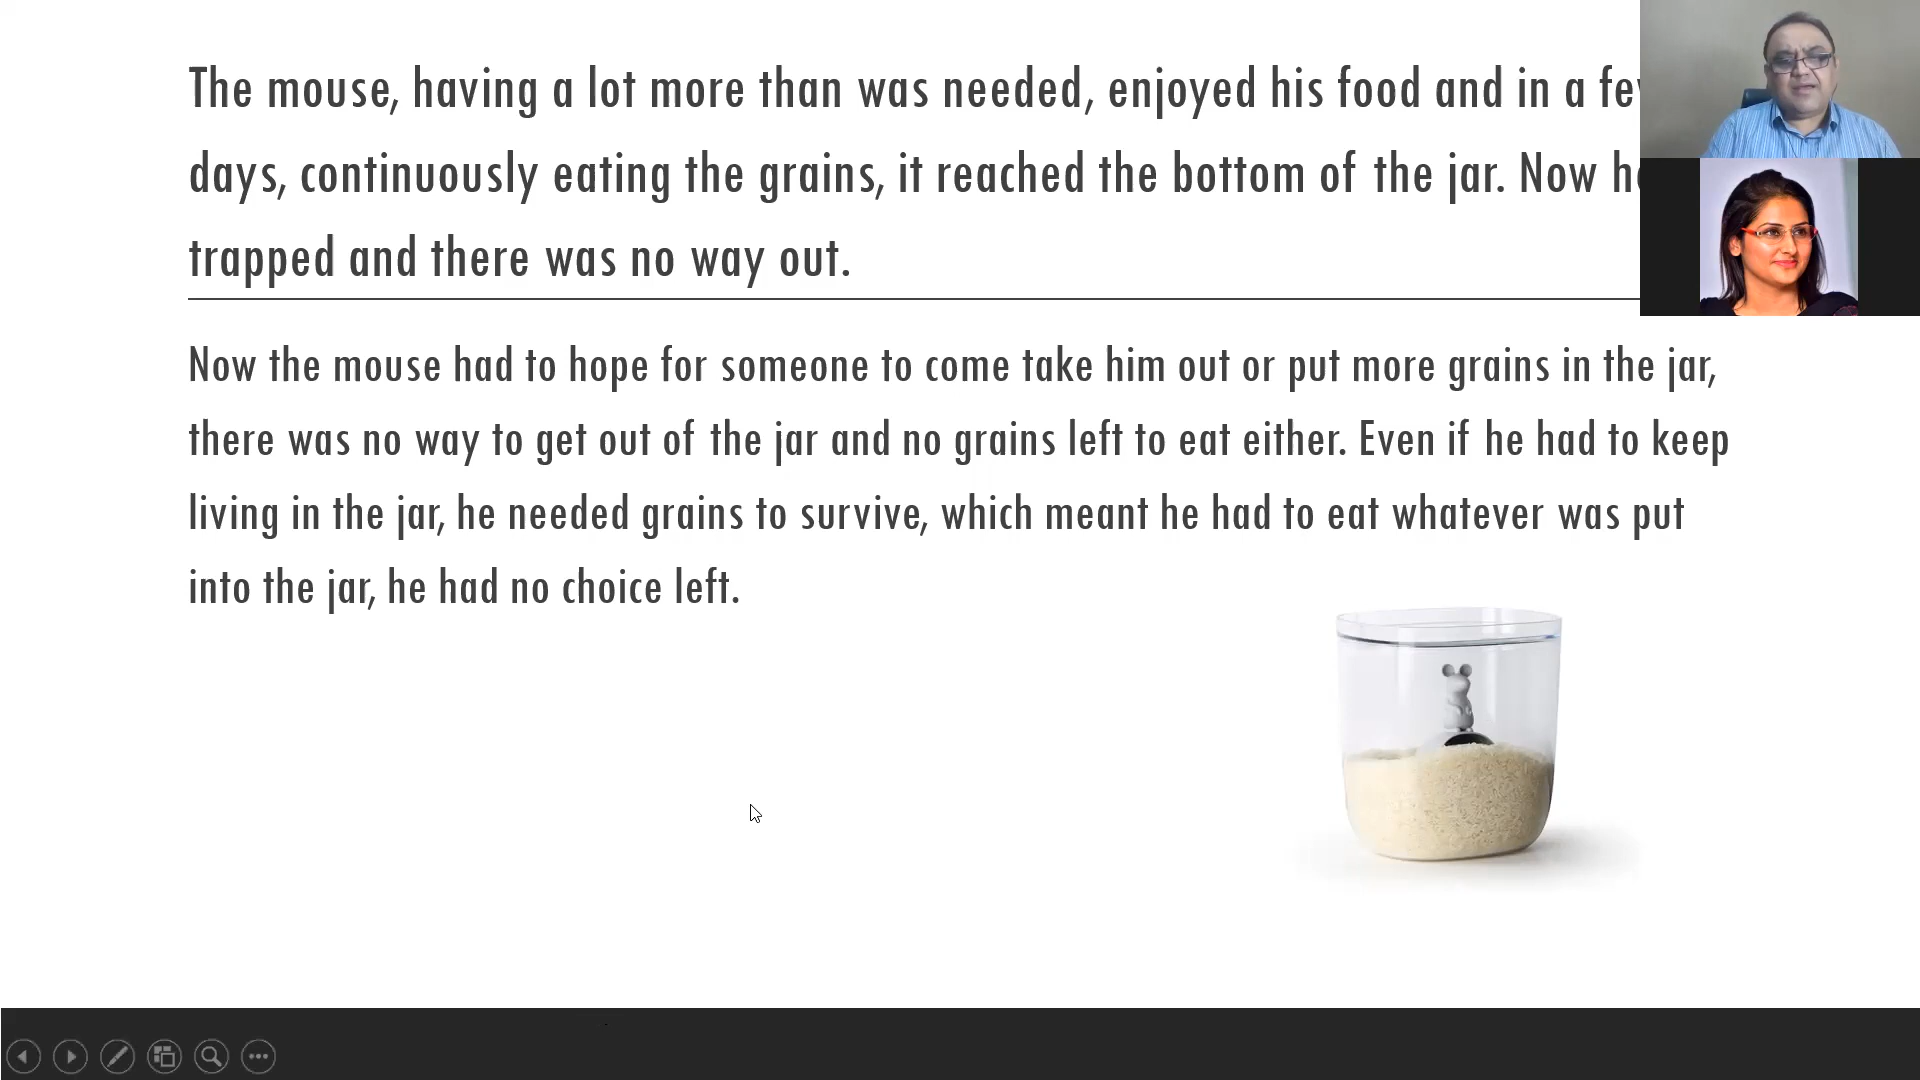 The mouse, having a lot more than was needed, enjoyed his food and in a
days, continuously eating the grains, it reached the bottom of the jar. Now
trapped and there was no way out.
Now the mouse had to hope for someone to come take him out or put more grains in the jar,
there was no way to get out of the jar and no grains left to eat either. Even if he had to keep
living in the jar, he needed grains to survive, which meant he had to eat whatever was put
into the jar, he had no choice left.